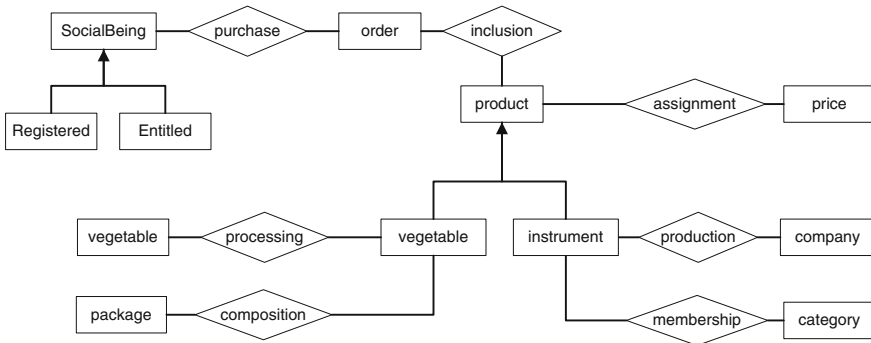 SocialBeing
purchase
order
inclusion
Registered
Entitled
product
assignment
price
vegetable
processing
vegetable
instrument
production
company
package
composition
membership
category